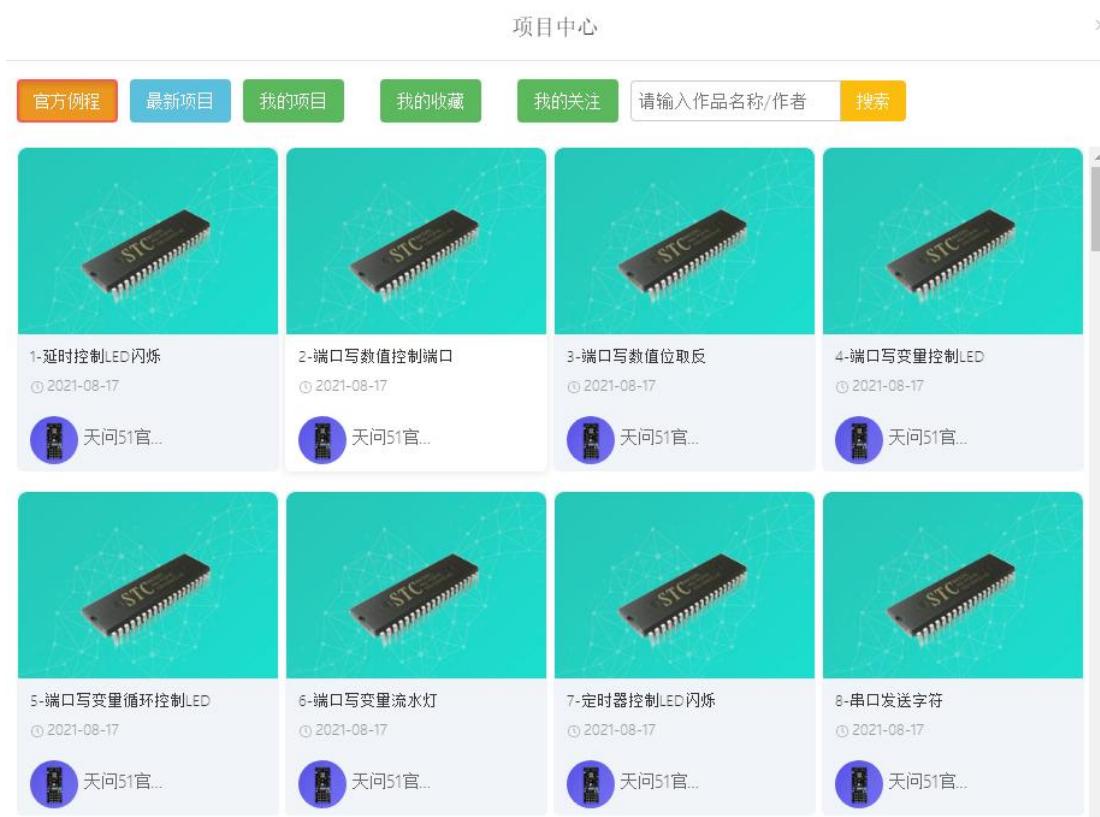 项目中心
官方例程 最新项目 我的项目 我的收藏 我的关注 请输入作品名称/作者 搜索
STC STC STC STC
1-延时控制LED闪烁 2-端口写数值控制端口 3-端口写数值位取反 4-端口写变量控制LED
2021-08-17 2021-08-17 2021-08-17 2021-08-17
天问51官... 天问51官... 天问51官... 天问51官...
STC STC STC STC
5-端口写变量循环控制LED 6-端口写变量流水灯 7-定时器控制LED闪烁 8-串口发送字符
2021-08-17 2021-08-17 2021-08-17 2021-08-17
天问51官... 天问51官... 天问51官... 天问51官...